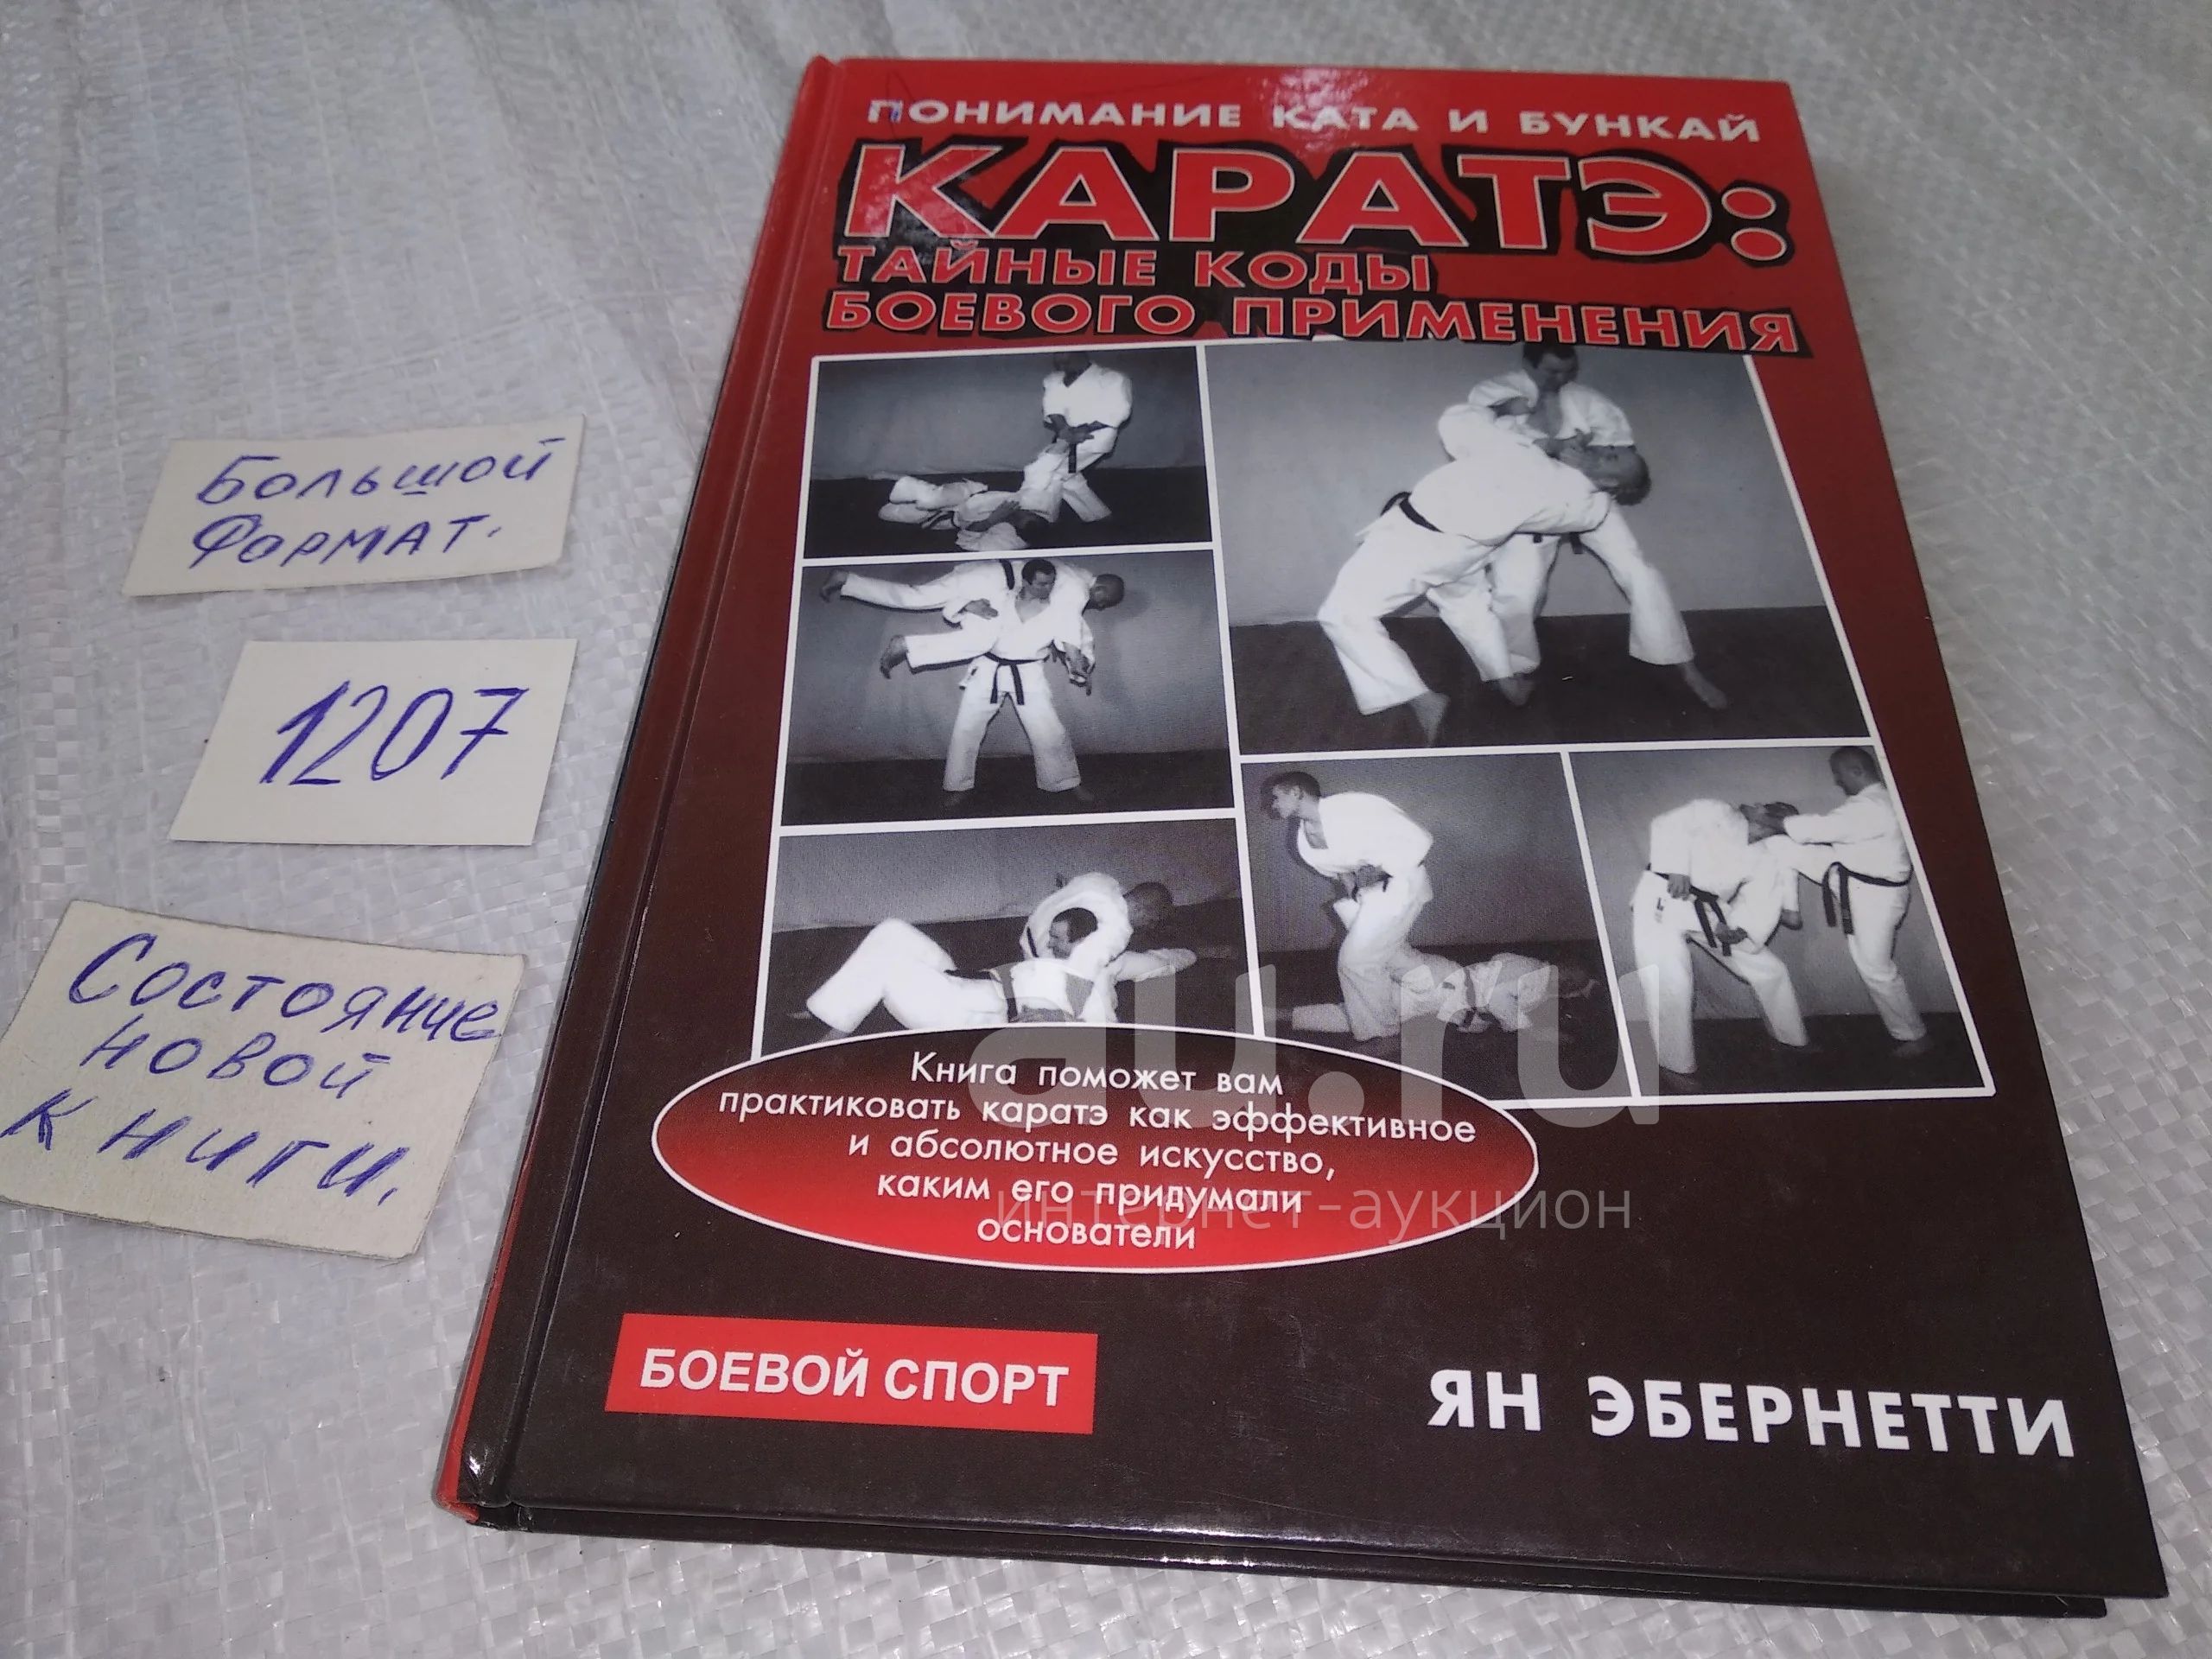 ПОНИМАНИЕ КАТА И БУНКАЙ
КАРАТЭ:
ТАЙНЫЕ КОДЫ
БОЕВОГО ПРИМЕНЕНИЯ
Большой
Формат.
1207
Состояние
новой
книги.
Книга поможет вам
практиковать каратэ как эффективное
и абсолютное искусство,
каким его придумали
основатели
БОЕВОЙ СПОРТ
ЯН ЭБЕРНЕТТИ
au.ru
интернет-аукцион